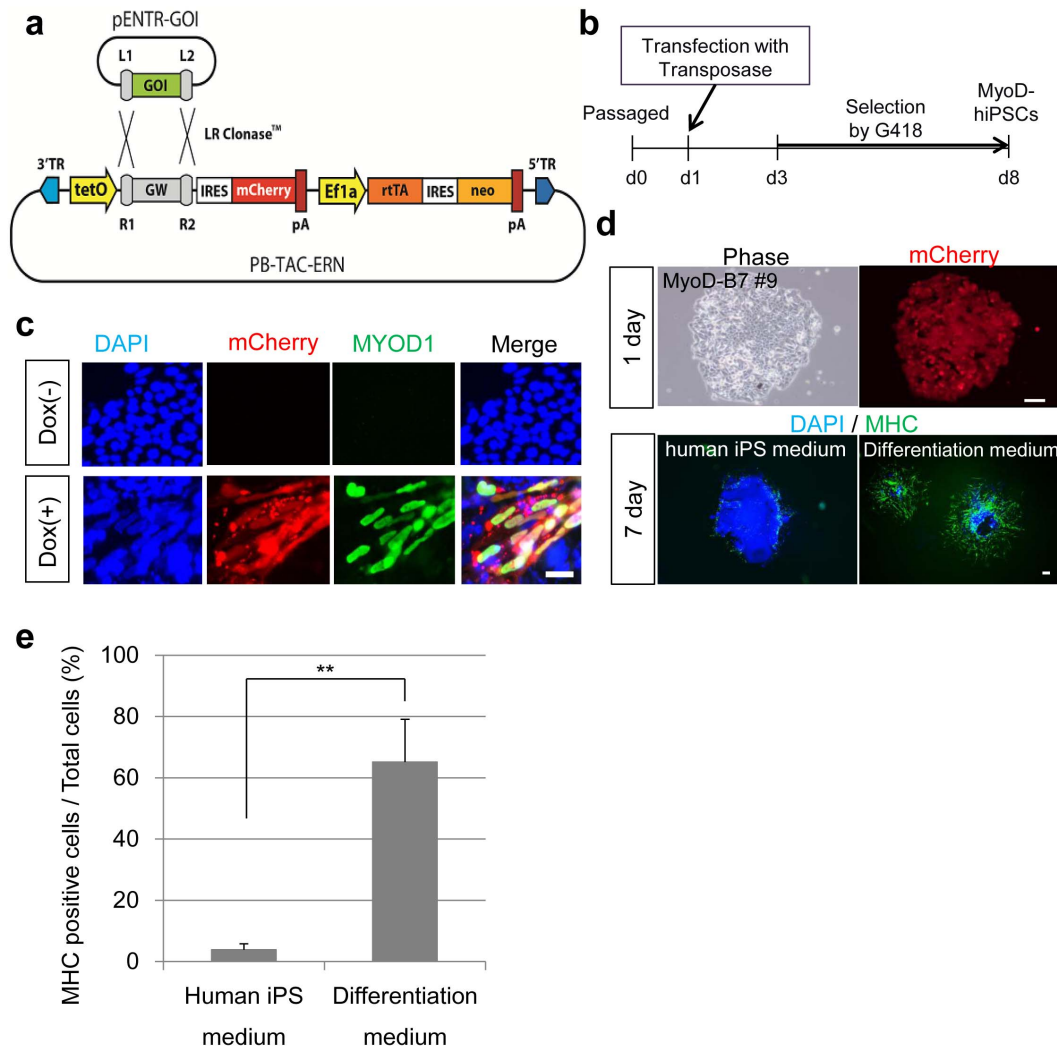 a
pENTR-GOI
L1 L2
GOI
LR Clonase™
3'TR 5'TR
tetO GW IRES mCherry Ef1a rtTA IRES neo
R1 R2 pA pA
PB-TAC-ERN
b
Transfection with
Transposase
Passaged
Selection
by G418
MyoD-
hiPSCs
d0 d1 d3 d8
c
DAPI mCherry MYOD1 Merge
Dox(-)
Dox(+)
d
Phase mCherry
MyoD-B7 #9
1 day
DAPI / MHC
human iPS medium Differentiation medium
7 day
e
MHC positive cells / Total cells (%)
100
80
60
40
20
0
**
Human iPS
medium
Differentiation
medium